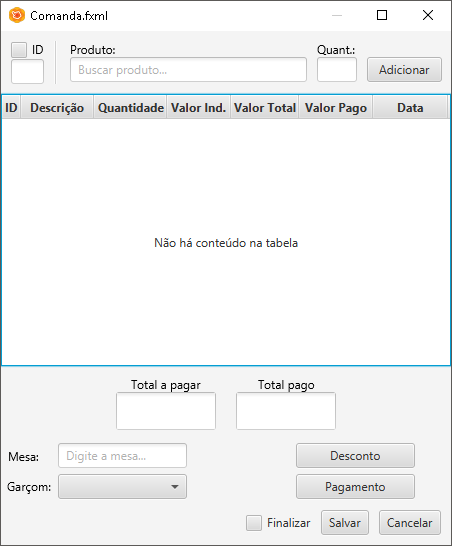 Comanda.fxml
ID Produto: Quant.:
Buscar produto... Adicionar
ID Descrição Quantidade Valor Ind. Valor Total Valor Pago Data
Não há conteúdo na tabela
Total a pagar Total pago
Mesa: Digite a mesa... Desconto
Garçom: Pagamento
Finalizar Salvar Cancelar